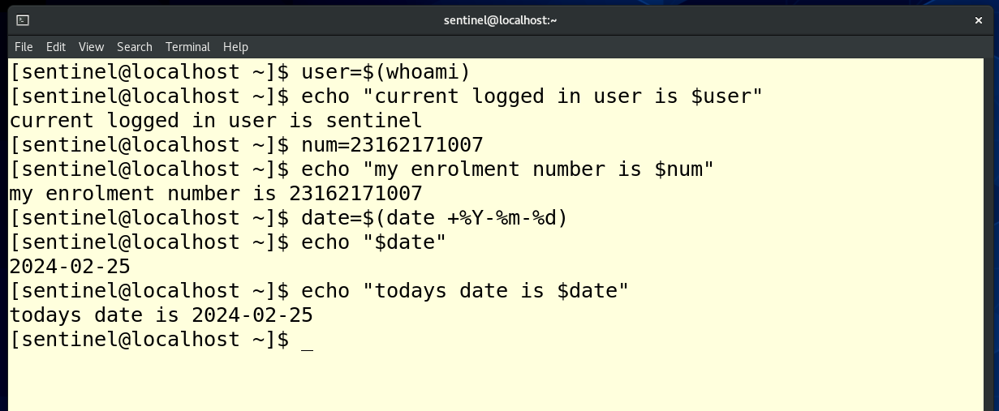 sentinel@localhost:~
File Edit View Search Terminal Help
[sentinel@localhost ~]$ user=$(whoami)
[sentinel@localhost ~]$ echo "current logged in user is $user"
current logged in user is sentinel
[sentinel@localhost ~]$ num=23162171007
[sentinel@localhost ~]$ echo "my enrolment number is $num"
my enrolment number is 23162171007
[sentinel@localhost ~]$ date=$(date +%Y-%m-%d)
[sentinel@localhost ~]$ echo "$date"
2024-02-25
[sentinel@localhost ~]$ echo "todays date is $date"
todays date is 2024-02-25
[sentinel@localhost ~]$ _